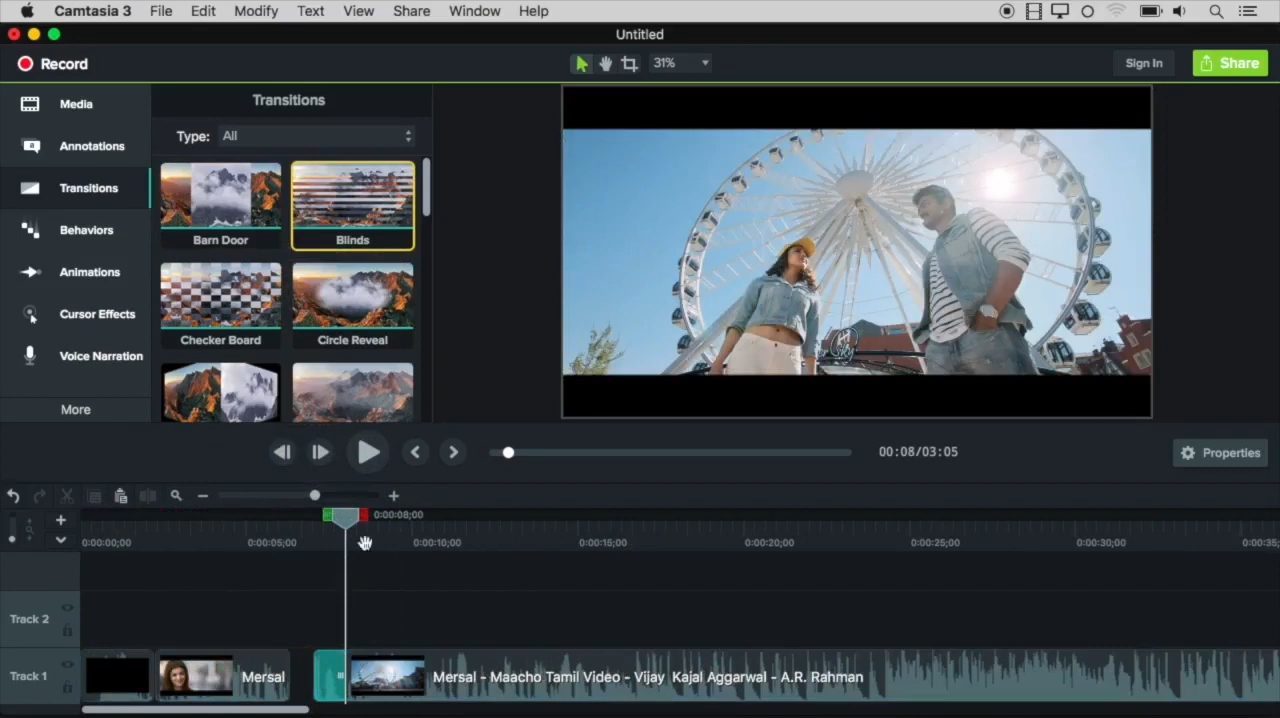 Camtasia 3 File Edit Modify Text View Share Window Help
Untitled
Record
31%
Sign In
Share
Media
Annotations
Transitions
Behaviors
Animations
Cursor Effects
Voice Narration
More
Transitions
Type: All
Barn Door
Blinds
Checker Board
Circle Reveal
00:08/03:05
Properties
0:00:08;00
0:00:00;00 0:00:05;00 0:00:10;00 0:00:15;00 0:00:20;00 0:00:25;00 0:00:30;00 0:00:35;
Track 2
Track 1
Mersal
Mersal - Maacho Tamil Video - Vijay Kajal Aggarwal - A.R. Rahman